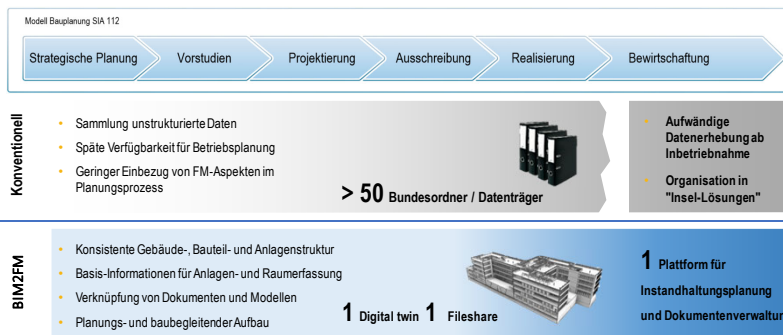 Modell Bauplanung SIA 112
Strategische Planung
Vorstudien
Projektierung
Ausschreibung
Realisierung
Bewirtschaftung
Konventionell
• Sammlung unstrukturierte Daten
• Späte Verfügbarkeit für Betriebsplanung
• Geringer Einbezug von FM-Aspekten im
Planungsprozess
> 50 Bundesordner / Datenträger
• Aufwändige
Datenerhebung ab
Inbetriebnahme
• Organisation in
"Insel-Lösungen"
BIM2FM
• Konsistente Gebäude-, Bauteil- und Anlagenstruktur
• Basis-Informationen für Anlagen- und Raumerfassung
• Verknüpfung von Dokumenten und Modellen
• Planungs- und baubegleitender Aufbau
1 Digital twin 1 Fileshare
1 Plattform für
Instandhaltungsplanung
und Dokumentenverwaltun